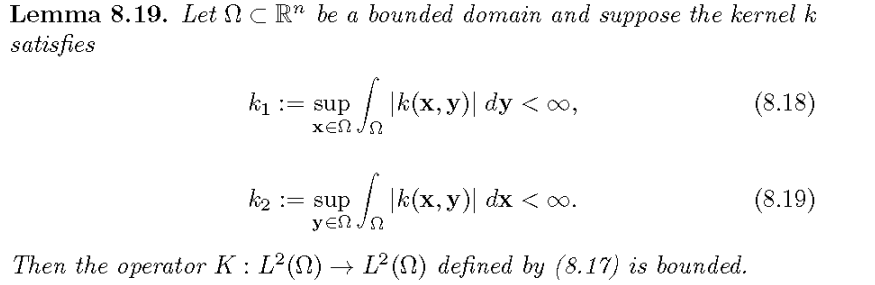 Lemma 8.19. Let Ω ⊂ ℝⁿ be a bounded domain and suppose the kernel k
satisfies
k₁ := sup_{x∈Ω} ∫_Ω |k(x, y)| dy < ∞, (8.18)
k₂ := sup_{y∈Ω} ∫_Ω |k(x, y)| dx < ∞. (8.19)
Then the operator K : L²(Ω) → L²(Ω) defined by (8.17) is bounded.